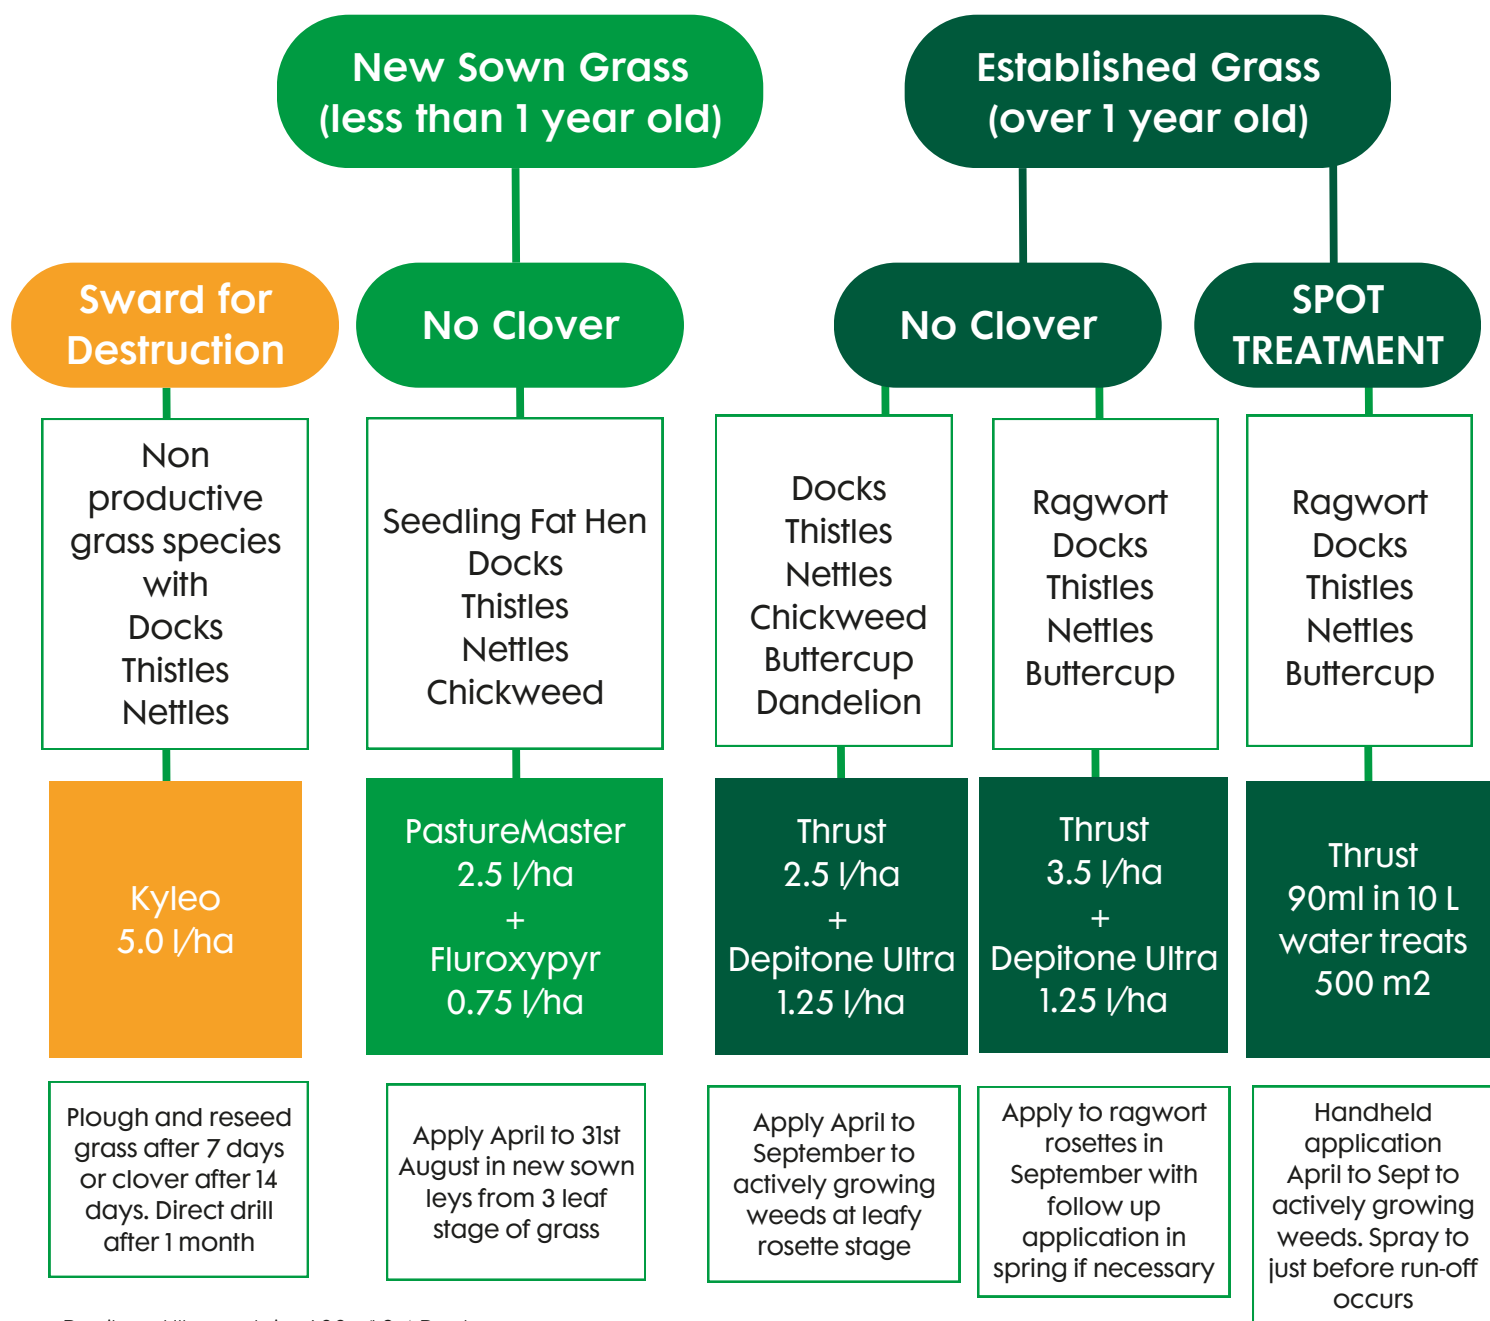 New Sown Grass
(less than 1 year old)
Established Grass
(over 1 year old)
Sward for
Destruction
No Clover
No Clover
SPOT
TREATMENT
Non
productive
grass species
with
Docks
Thistles
Nettles
Seedling Fat Hen
Docks
Thistles
Nettles
Chickweed
Docks
Thistles
Nettles
Chickweed
Buttercup
Dandelion
Ragwort
Docks
Thistles
Nettles
Buttercup
Ragwort
Docks
Thistles
Nettles
Buttercup
Kyleo
5.0 l/ha
PastureMaster
2.5 l/ha
+
Fluroxypyr
0.75 l/ha
Thrust
2.5 l/ha
+
Depitone Ultra
1.25 l/ha
Thrust
3.5 l/ha
+
Depitone Ultra
1.25 l/ha
Thrust
90ml in 10 L
water treats
500 m2
Plough and reseed
grass after 7 days
or clover after 14
days. Direct drill
after 1 month
Apply April to 31st
August in new sown
leys from 3 leaf
stage of grass
Apply April to
September to
actively growing
weeds at leafy
rosette stage
Apply to ragwort
rosettes in
September with
follow up
application in
spring if necessary
Handheld
application
April to Sept to
actively growing
weeds. Spray to
just before run-off
occurs